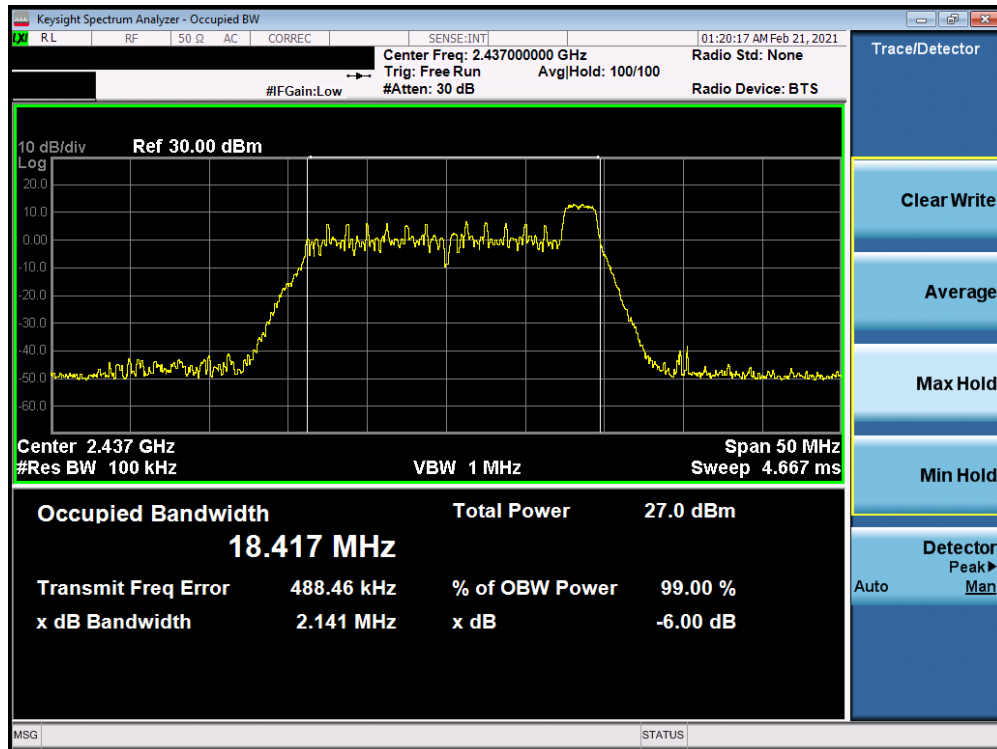 Keysight Spectrum Analyzer - Occupied BW
LXI RL RF 50 Ω AC CORREC SENSE:INT 01:20:17 AM Feb 21, 2021
Trace/Detector
Center Freq: 2.437000000 GHz Radio Std: None
Trig: Free Run Avg|Hold: 100/100
#IFGain:Low #Atten: 30 dB Radio Device: BTS
10 dB/div Ref 30.00 dBm
Log
20.0
10.0
0.00
-10.0
-20.0
-30.0
-40.0
-50.0
-60.0
Center 2.437 GHz Span 50 MHz
#Res BW 100 kHz VBW 1 MHz Sweep 4.667 ms
Occupied Bandwidth Total Power 27.0 dBm
18.417 MHz
Transmit Freq Error 488.46 kHz % of OBW Power 99.00 %
x dB Bandwidth 2.141 MHz x dB -6.00 dB
Clear Write
Average
Max Hold
Min Hold
Detector
Peak▶
Auto Man
MSG STATUS